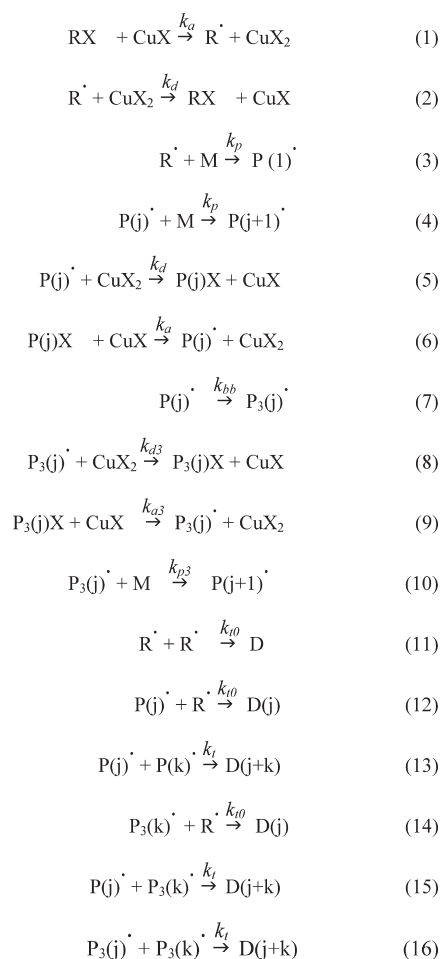 RX + CuX →(k_a) R˙ + CuX₂ (1)
R˙ + CuX₂ →(k_d) RX + CuX (2)
R˙ + M →(k_p) P (1)˙ (3)
P(j)˙ + M →(k_p) P(j+1)˙ (4)
P(j)˙ + CuX₂ →(k_d) P(j)X + CuX (5)
P(j)X + CuX →(k_a) P(j)˙ + CuX₂ (6)
P(j)˙ →(k_bb) P₃(j)˙ (7)
P₃(j)˙ + CuX₂ →(k_d3) P₃(j)X + CuX (8)
P₃(j)X + CuX →(k_a3) P₃(j)˙ + CuX₂ (9)
P₃(j)˙ + M →(k_p3) P(j+1)˙ (10)
R˙ + R˙ →(k_t0) D (11)
P(j)˙ + R˙ →(k_t0) D(j) (12)
P(j)˙ + P(k)˙ →(k_t) D(j+k) (13)
P₃(k)˙ + R˙ →(k_t0) D(j) (14)
P(j)˙ + P₃(k)˙ →(k_t) D(j+k) (15)
P₃(j)˙ + P₃(k)˙ →(k_t) D(j+k) (16)